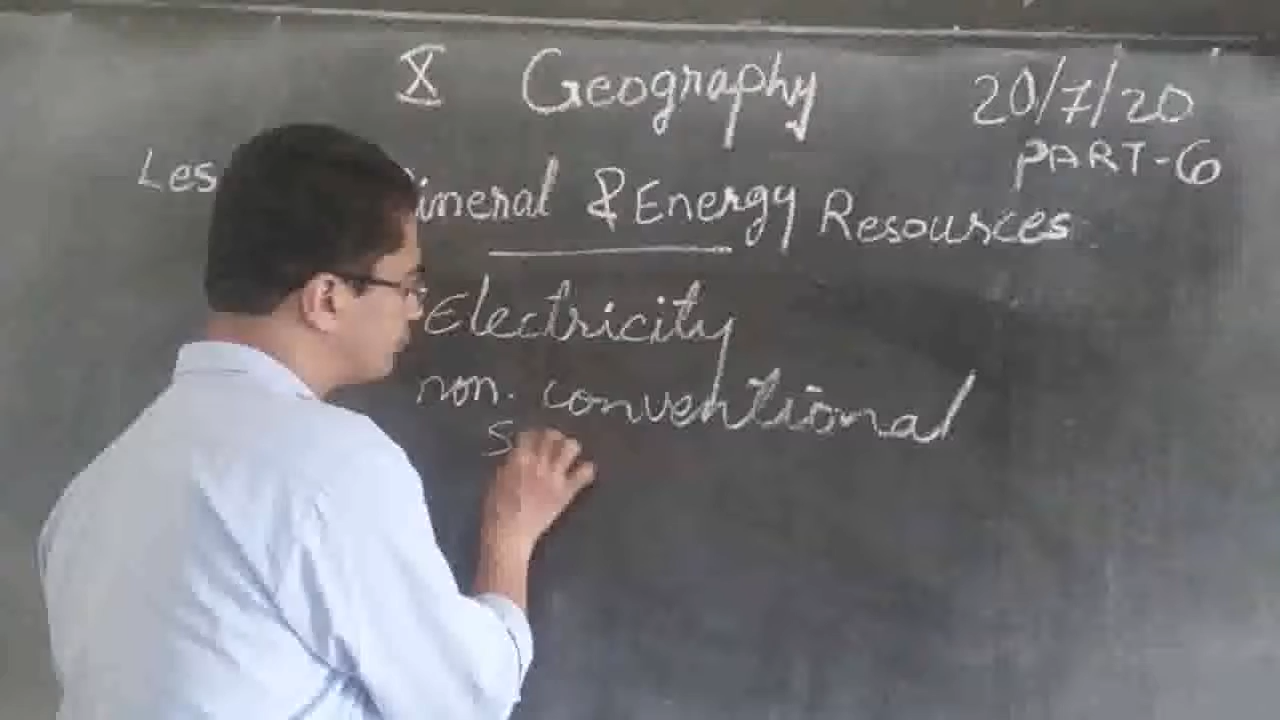 X Geography 20/7/20
PART-6
Les
ineral & Energy Resources
Electricity
non. conventional
S